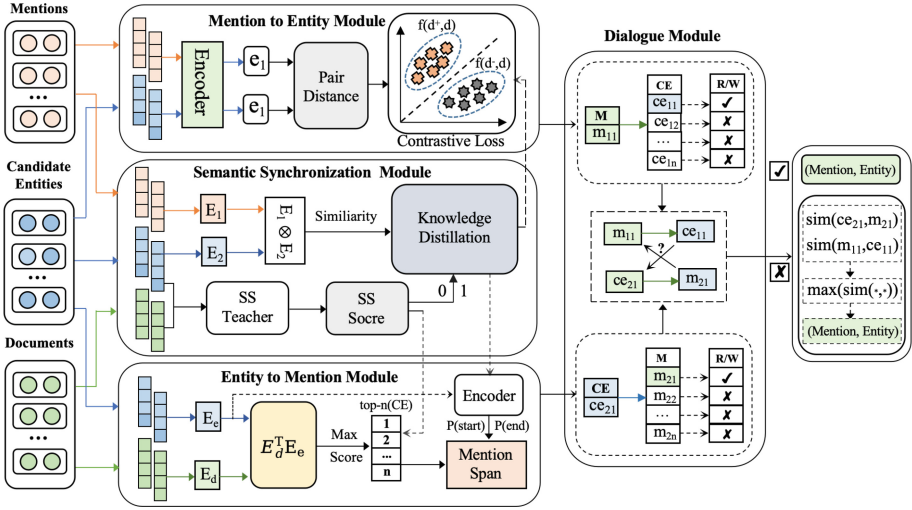 Mentions
...
Candidate
Entities
...
Documents
...
Mention to Entity Module
Encoder
e1
e1
Pair
Distance
f(d+,d)
f(d-,d)
Contrastive Loss
Semantic Synchronization Module
E1
E2
E1 ⊗ E2
Similiarity
Knowledge
Distillation
0 1
SS
Teacher
SS
Socre
Entity to Mention Module
Ee
Ed
E_d^T E_e
Max
Score
top-n(CE)
1
2
...
n
Encoder
P(start) P(end)
Mention
Span
Dialogue Module
M
m11
CE
ce11
ce12
...
ce1n
R/W
✓
✗
✗
✗
m11
ce11
?
ce21
m21
CE
ce21
M
m21
m22
...
m2n
R/W
✓
✗
✗
✗
✓
(Mention, Entity)
✗
sim(ce21,m21)
sim(m11,ce11)
max(sim(*,*))
(Mention, Entity)